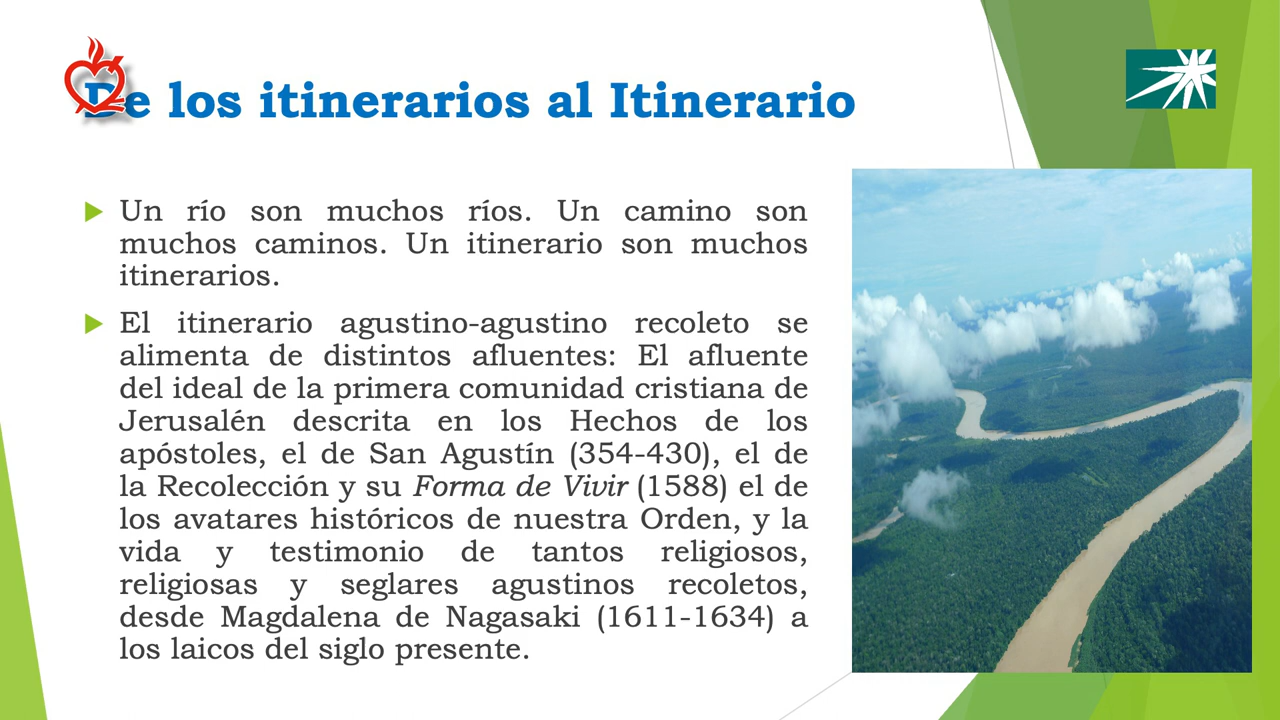 De los itinerarios al Itinerario
Un río son muchos ríos. Un camino son
muchos caminos. Un itinerario son muchos
itinerarios.
El itinerario agustino-agustino recoleto se
alimenta de distintos afluentes: El afluente
del ideal de la primera comunidad cristiana de
Jerusalén descrita en los Hechos de los
apóstoles, el de San Agustín (354-430), el de
la Recolección y su Forma de Vivir (1588) el de
los avatares históricos de nuestra Orden, y la
vida y testimonio de tantos religiosos,
religiosas y seglares agustinos recoletos,
desde Magdalena de Nagasaki (1611-1634) a
los laicos del siglo presente.